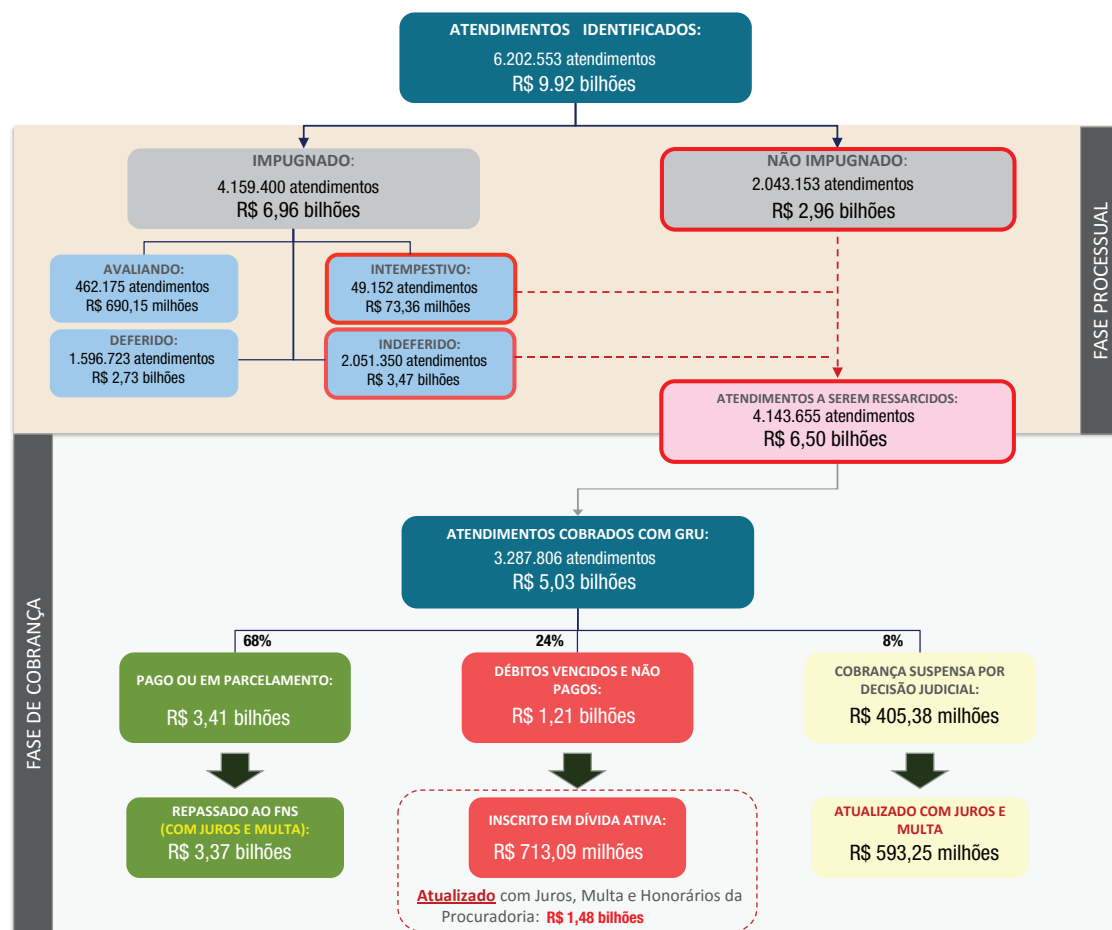 ATENDIMENTOS IDENTIFICADOS:
6.202.553 atendimentos
R$ 9.92 bilhões
FASE PROCESSUAL
IMPUGNADO:
4.159.400 atendimentos
R$ 6,96 bilhões
NÃO IMPUGNADO:
2.043.153 atendimentos
R$ 2,96 bilhões
AVALIANDO:
462.175 atendimentos
R$ 690,15 milhões
INTEMPESTIVO:
49.152 atendimentos
R$ 73,36 milhões
DEFERIDO:
1.596.723 atendimentos
R$ 2,73 bilhões
INDEFERIDO:
2.051.350 atendimentos
R$ 3,47 bilhões
ATENDIMENTOS A SEREM RESSARCIDOS:
4.143.655 atendimentos
R$ 6,50 bilhões
FASE DE COBRANÇA
ATENDIMENTOS COBRADOS COM GRU:
3.287.806 atendimentos
R$ 5,03 bilhões
68%
24%
8%
PAGO OU EM PARCELAMENTO:
R$ 3,41 bilhões
DÉBITOS VENCIDOS E NÃO
PAGOS:
R$ 1,21 bilhões
COBRANÇA SUSPENSA POR
DECISÃO JUDICIAL:
R$ 405,38 milhões
REPASSADO AO FNS
(COM JUROS E MULTA):
R$ 3,37 bilhões
INSCRITO EM DÍVIDA ATIVA:
R$ 713,09 milhões
Atualizado com Juros, Multa e Honorários da
Procuradoria: R$ 1,48 bilhões
ATUALIZADO COM JUROS E
MULTA
R$ 593,25 milhões